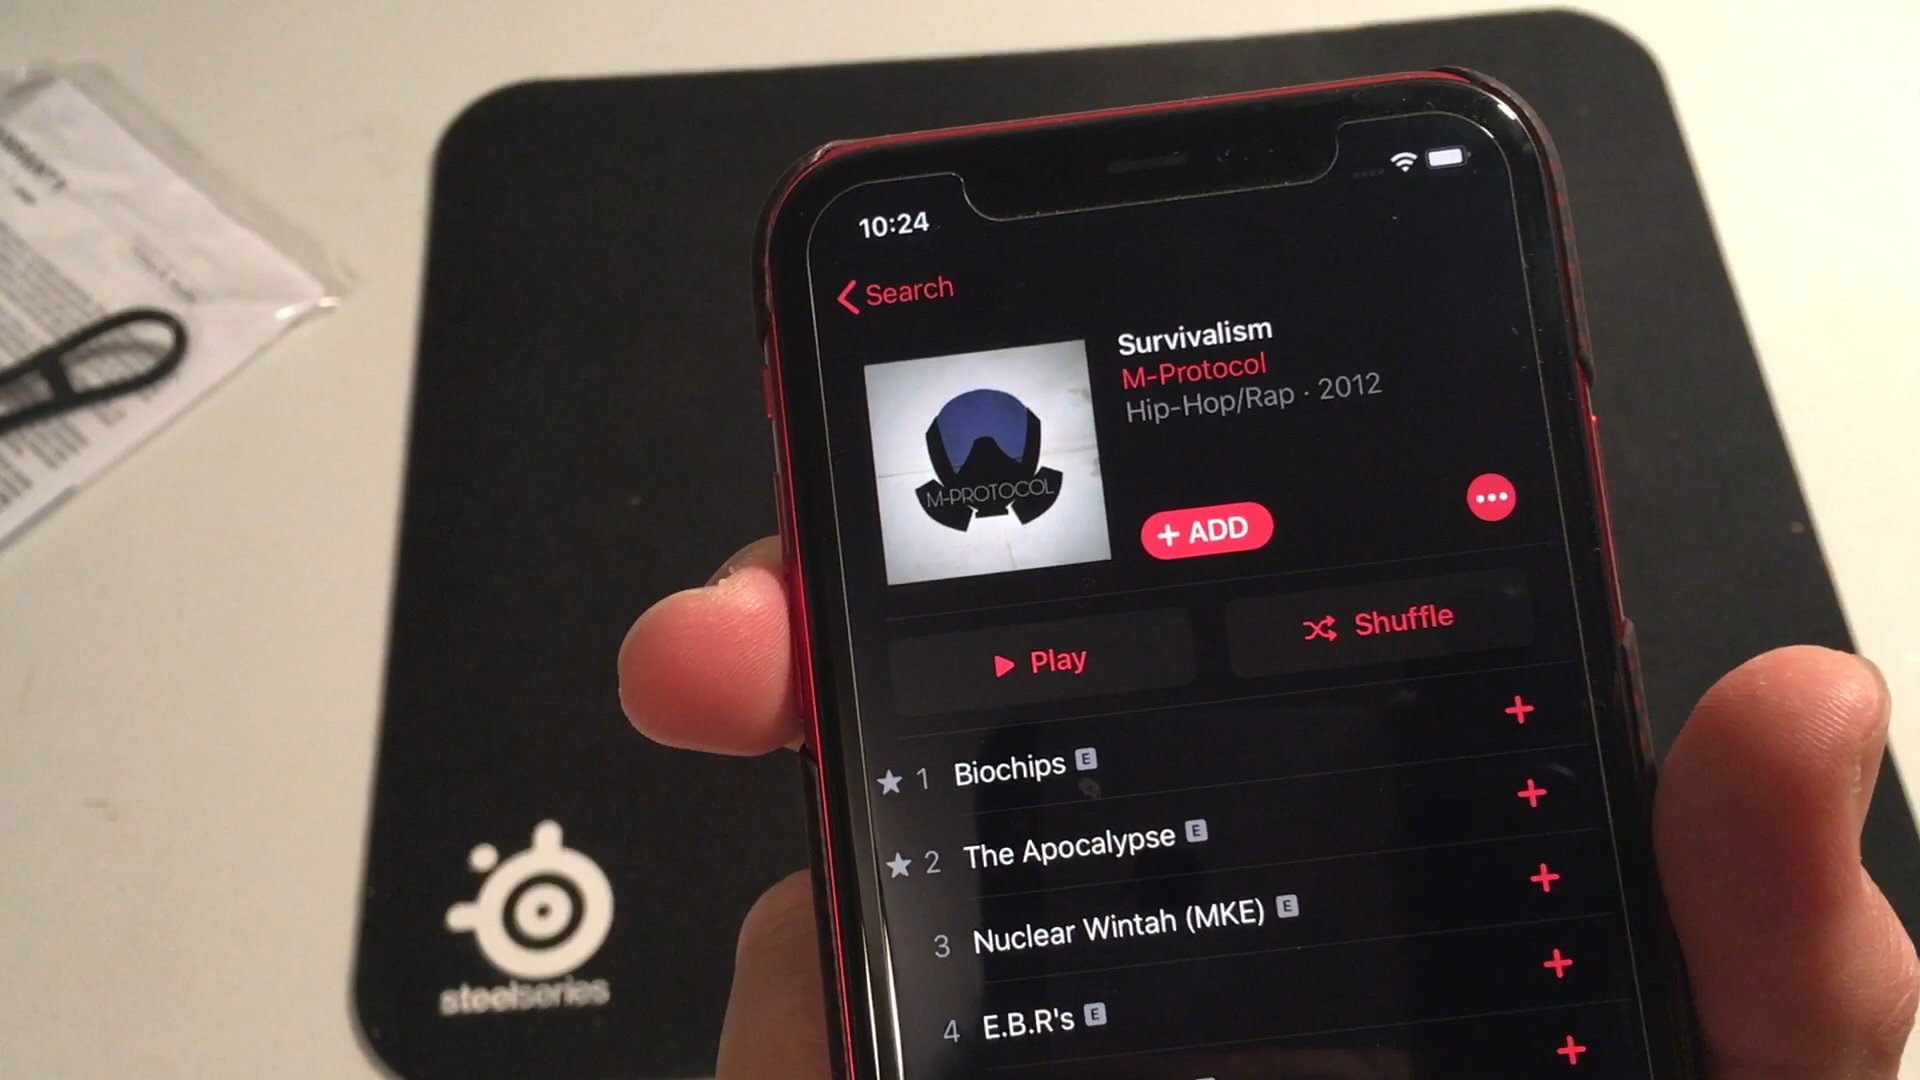 10:24
Search
Survivalism
M-Protocol
Hip-Hop/Rap · 2012
M-PROTOCOL
+ ADD
Play
Shuffle
1 Biochips E
2 The Apocalypse E
3 Nuclear Wintah (MKE) E
4 E.B.R's E
steelseries